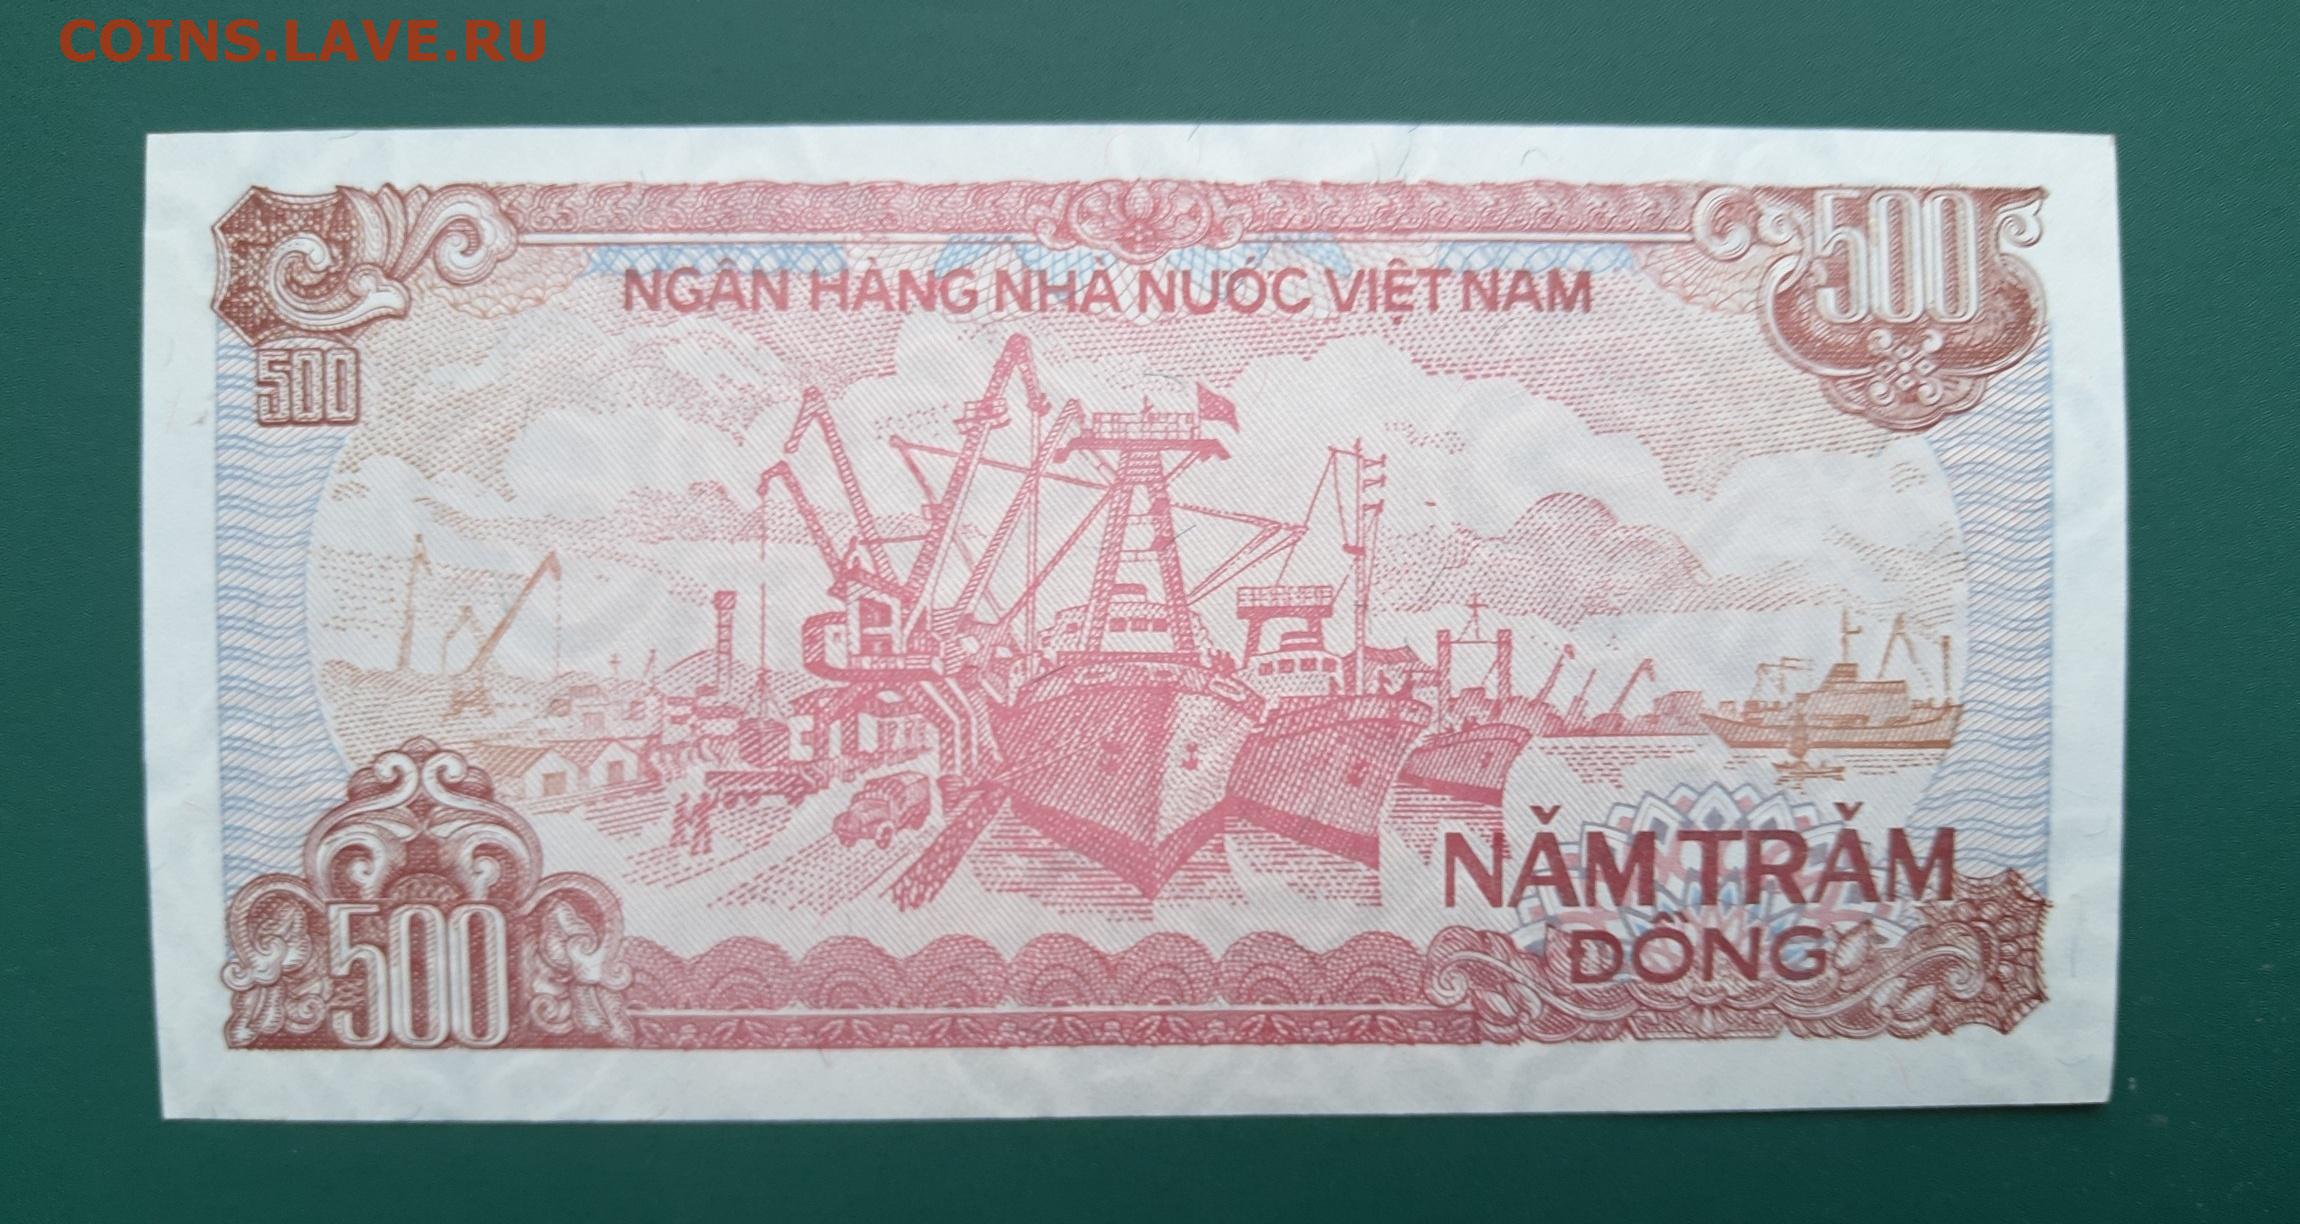 COINS.LAVE.RU
500
NGÂN HÀNG NHÀ NƯỚC VIỆT NAM
500
500
NĂM TRĂM
ĐỒNG